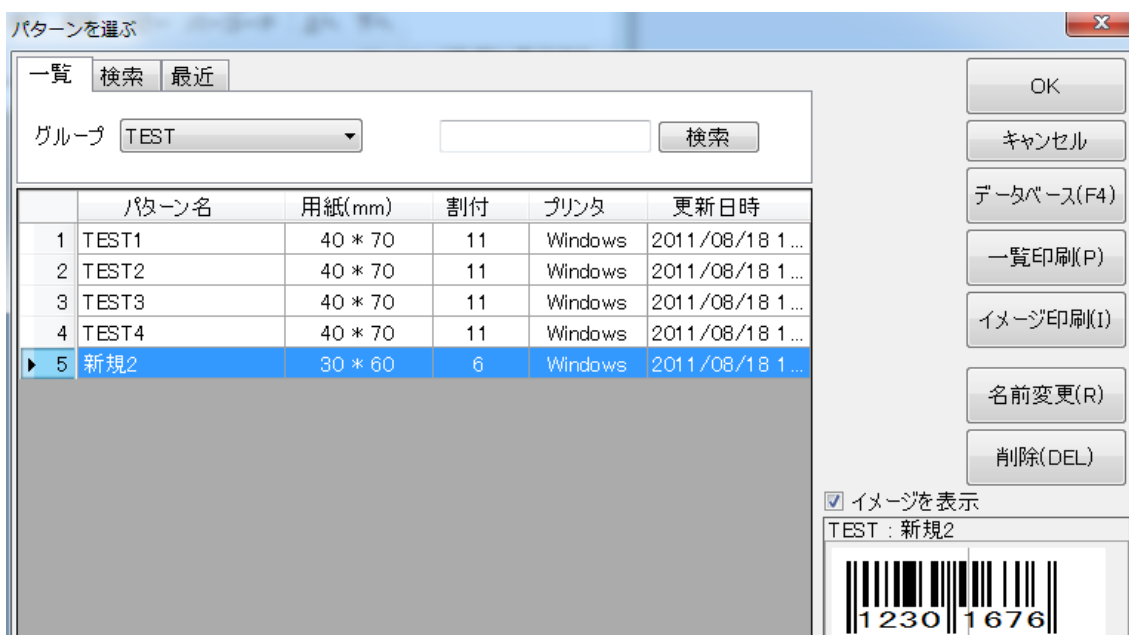 パターンを選ぶ
一覧 検索 最近
グループ TEST 検索
パターン名 用紙(mm) 割付 プリンタ 更新日時
1 TEST1 40 * 70 11 Windows 2011/08/18 1...
2 TEST2 40 * 70 11 Windows 2011/08/18 1...
3 TEST3 40 * 70 11 Windows 2011/08/18 1...
4 TEST4 40 * 70 11 Windows 2011/08/18 1...
5 新規2 30 * 60 6 Windows 2011/08/18 1...
OK
キャンセル
データベース(F4)
一覧印刷(P)
イメージ印刷(I)
名前変更(R)
削除(DEL)
イメージを表示
TEST : 新規2
1230 1676